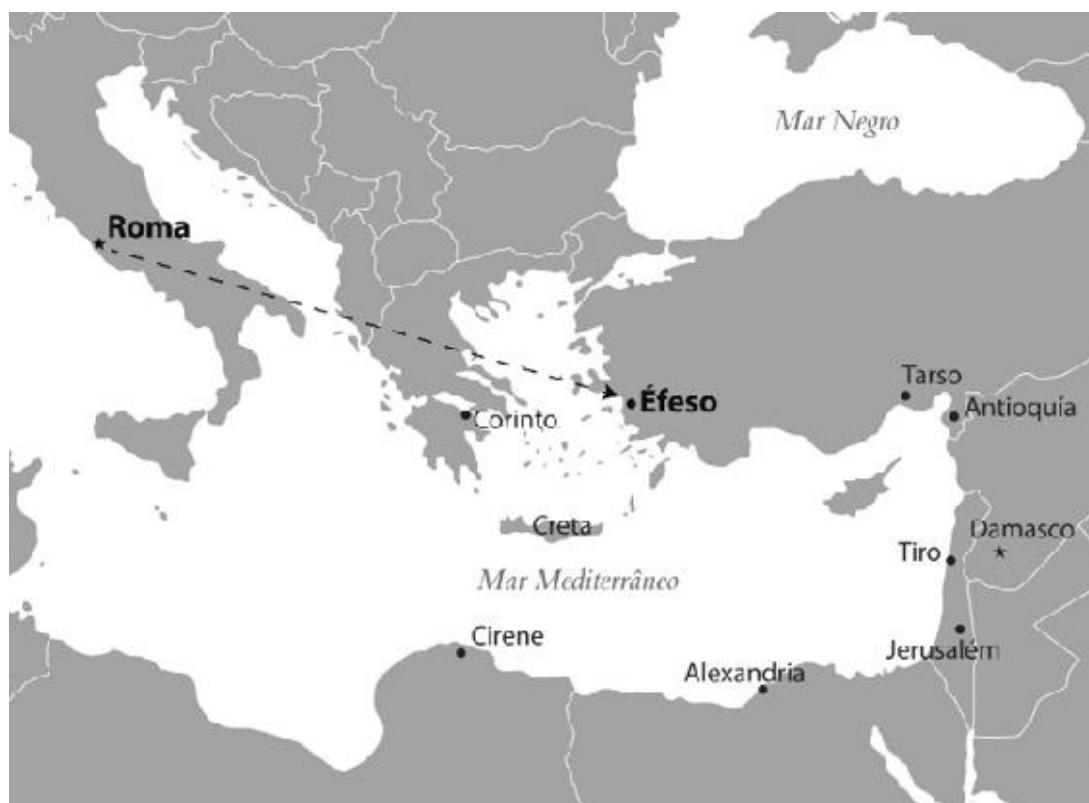 Mar Negro
Roma
Tarso
Éfeso
Antioquia
Corinto
Creta
Damasco
Tiro
Mar Mediterrâneo
Cirene
Jerusalém
Alexandria